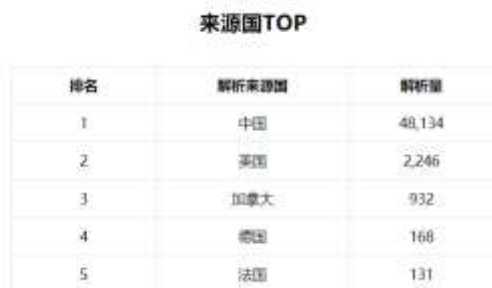 来源国TOP
排名 解析来源国 解析量
1 中国 48,134
2 美国 2,246
3 加拿大 932
4 德国 168
5 法国 131